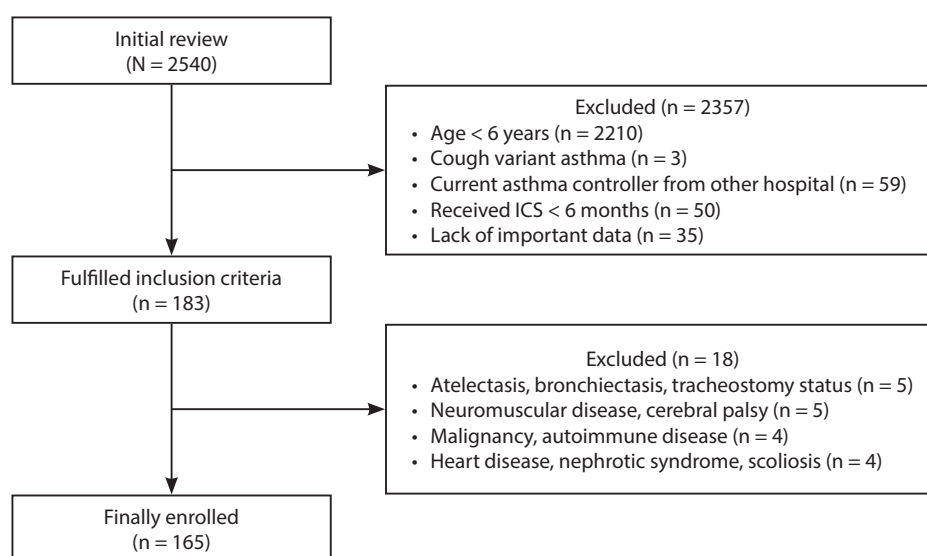 Initial review
(N = 2540)
Excluded (n = 2357)
• Age < 6 years (n = 2210)
• Cough variant asthma (n = 3)
• Current asthma controller from other hospital (n = 59)
• Received ICS < 6 months (n = 50)
• Lack of important data (n = 35)
Fulfilled inclusion criteria
(n = 183)
Excluded (n = 18)
• Atelectasis, bronchiectasis, tracheostomy status (n = 5)
• Neuromuscular disease, cerebral palsy (n = 5)
• Malignancy, autoimmune disease (n = 4)
• Heart disease, nephrotic syndrome, scoliosis (n = 4)
Finally enrolled
(n = 165)